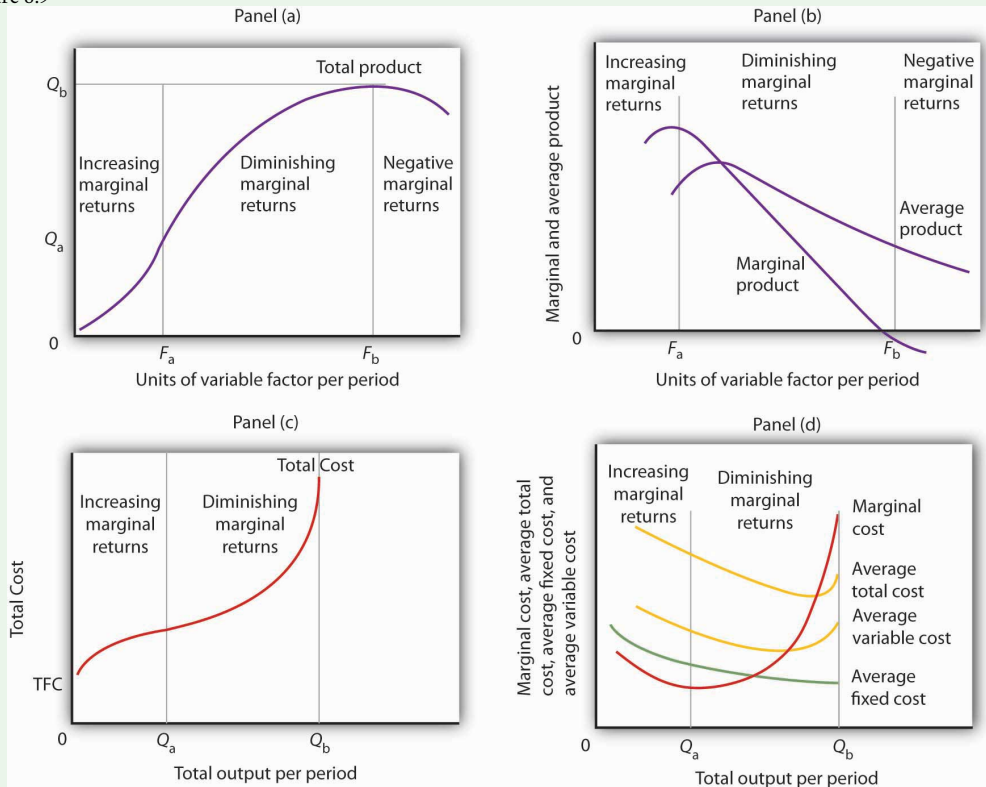 Panel (a)
Q_b
Total product
Increasing
marginal
returns
Diminishing
marginal
returns
Negative
marginal
returns
Q_a
0
F_a
F_b
Units of variable factor per period
Panel (b)
Marginal and average product
Increasing
marginal
returns
Diminishing
marginal
returns
Negative
marginal
returns
Average
product
Marginal
product
0
F_a
F_b
Units of variable factor per period
Panel (c)
Total Cost
Total Cost
Increasing
marginal
returns
Diminishing
marginal
returns
TFC
0
Q_a
Q_b
Total output per period
Panel (d)
Marginal cost, average total
cost, average fixed cost, and
average variable cost
Increasing
marginal
returns
Diminishing
marginal
returns
Marginal
cost
Average
total cost
Average
variable cost
Average
fixed cost
0
Q_a
Q_b
Total output per period